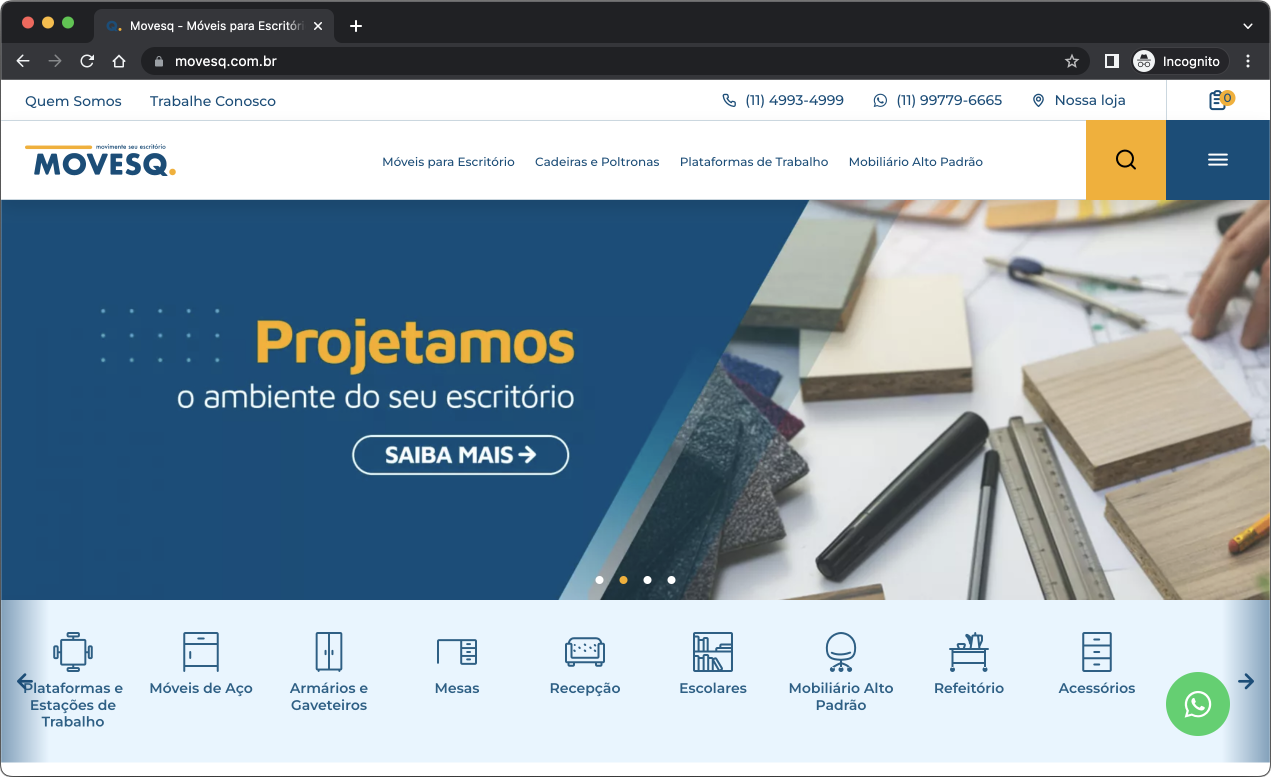 Movesq - Móveis para Escritóri
movesq.com.br
Incognito
Quem Somos
Trabalhe Conosco
(11) 4993-4999
(11) 99779-6665
Nossa loja
0
movimente seu escritório
MOVESQ.
Móveis para Escritório
Cadeiras e Poltronas
Plataformas de Trabalho
Mobiliário Alto Padrão
Projetamos
o ambiente do seu escritório
SAIBA MAIS
Plataformas e
Estações de
Trabalho
Móveis de Aço
Armários e
Gaveteiros
Mesas
Recepção
Escolares
Mobiliário Alto
Padrão
Refeitório
Acessórios